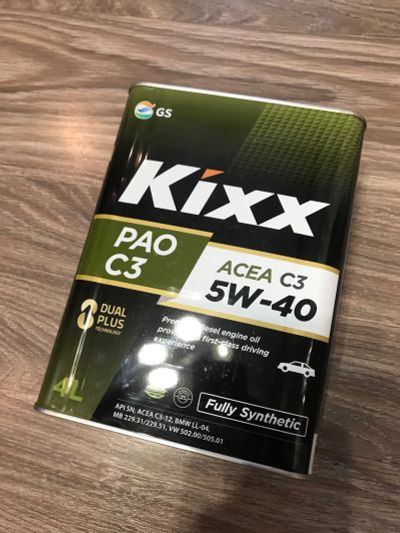 GS
Kixx
PAO
C3
ACEA C3
5W-40
DUAL
PLUS
TECHNOLOGY
diesel engine oil
first-class driving
experience
4L
Fully Synthetic
API SN, ACEA C3-12, BMW LL-04,
MB 229.31/229.51, VW 502.00/505.01